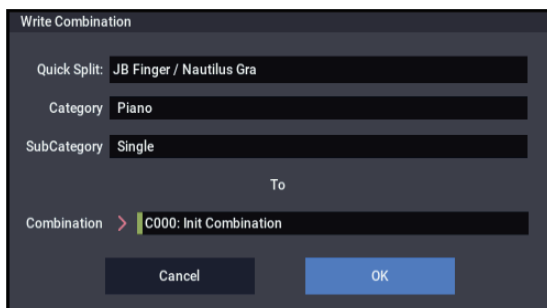 Write Combination
Quick Split: JB Finger / Nautilus Gra
Category Piano
SubCategory Single
To
Combination C000: Init Combination
Cancel OK